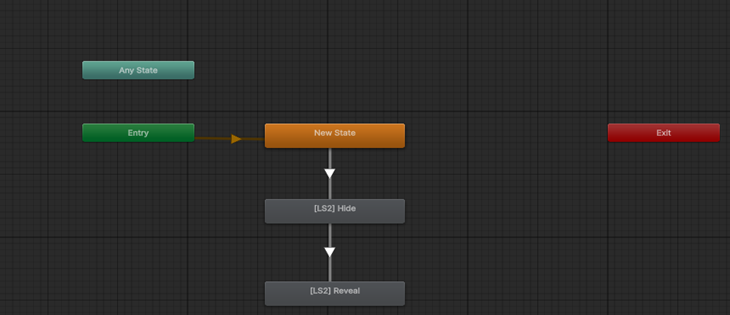 Any State
Entry
New State
Exit
[LS2] Hide
[LS2] Reveal